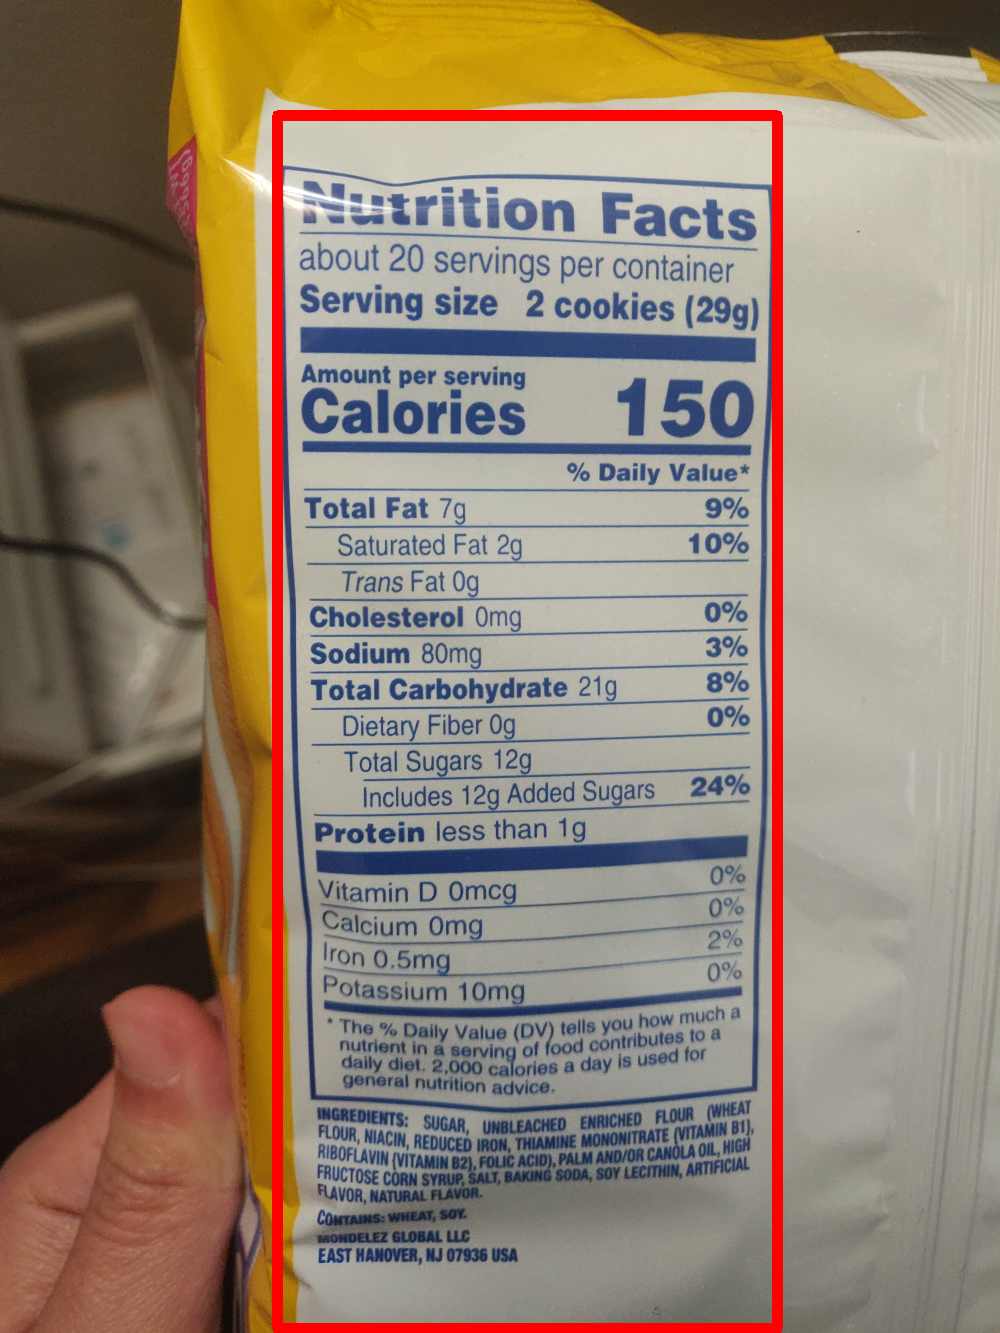 Nutrition Facts
about 20 servings per container
Serving size 2 cookies (29g)
Amount per serving
Calories 150
% Daily Value*
Total Fat 7g 9%
Saturated Fat 2g 10%
Trans Fat 0g
Cholesterol 0mg 0%
Sodium 80mg 3%
Total Carbohydrate 21g 8%
Dietary Fiber 0g 0%
Total Sugars 12g
Includes 12g Added Sugars 24%
Protein less than 1g
Vitamin D 0mcg 0%
Calcium 0mg 0%
Iron 0.5mg 2%
Potassium 10mg 0%
* The % Daily Value (DV) tells you how much a
nutrient in a serving of food contributes to a
daily diet. 2,000 calories a day is used for
general nutrition advice.
INGREDIENTS: SUGAR, UNBLEACHED ENRICHED FLOUR (WHEAT
FLOUR, NIACIN, REDUCED IRON, THIAMINE MONONITRATE {VITAMIN B1},
RIBOFLAVIN {VITAMIN B2}, FOLIC ACID), PALM AND/OR CANOLA OIL, HIGH
FRUCTOSE CORN SYRUP, SALT, BAKING SODA, SOY LECITHIN, ARTIFICIAL
FLAVOR, NATURAL FLAVOR.
CONTAINS: WHEAT, SOY.
MONDELEZ GLOBAL LLC
EAST HANOVER, NJ 07936 USA